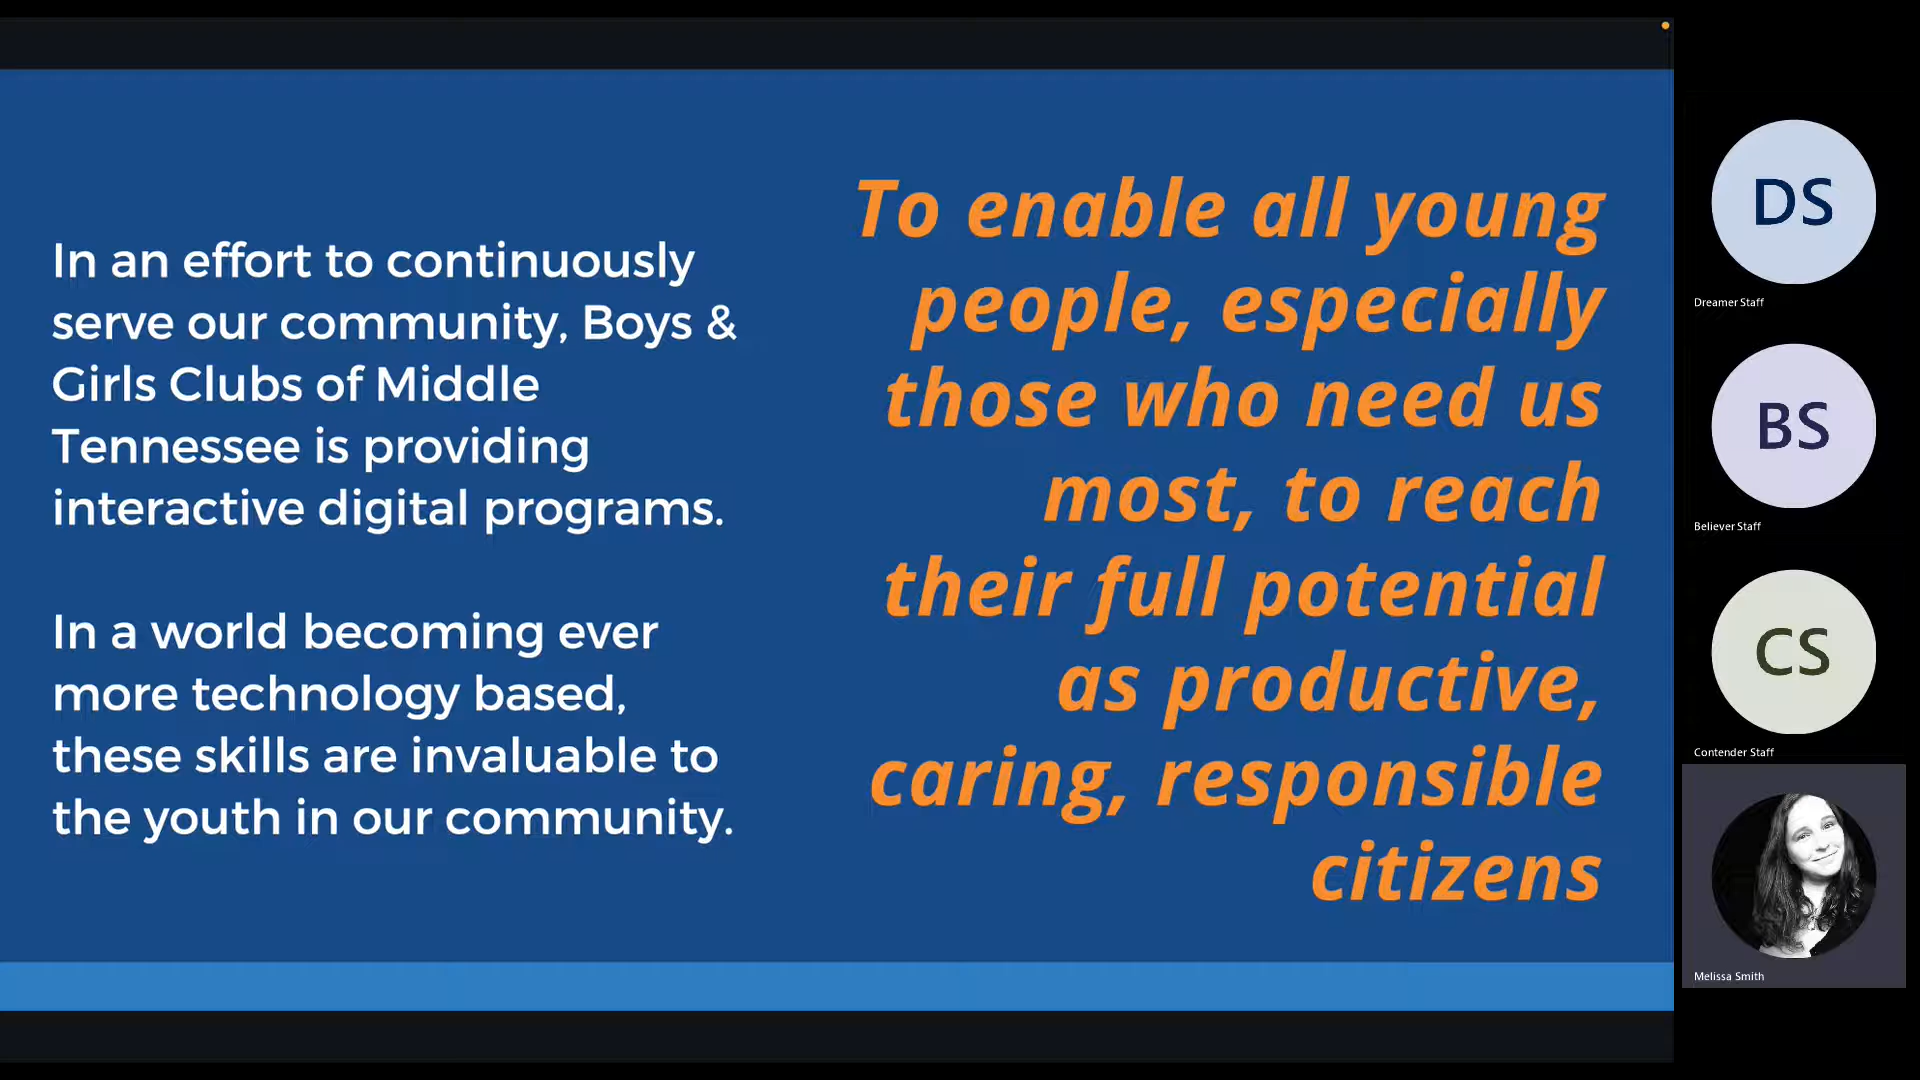 In an effort to continuously
serve our community, Boys &
Girls Clubs of Middle
Tennessee is providing
interactive digital programs.
In a world becoming ever
more technology based,
these skills are invaluable to
the youth in our community.
To enable all young
people, especially
those who need us
most, to reach
their full potential
as productive,
caring, responsible
citizens
DS
Dreamer Staff
BS
Believer Staff
CS
Contender Staff
Melissa Smith